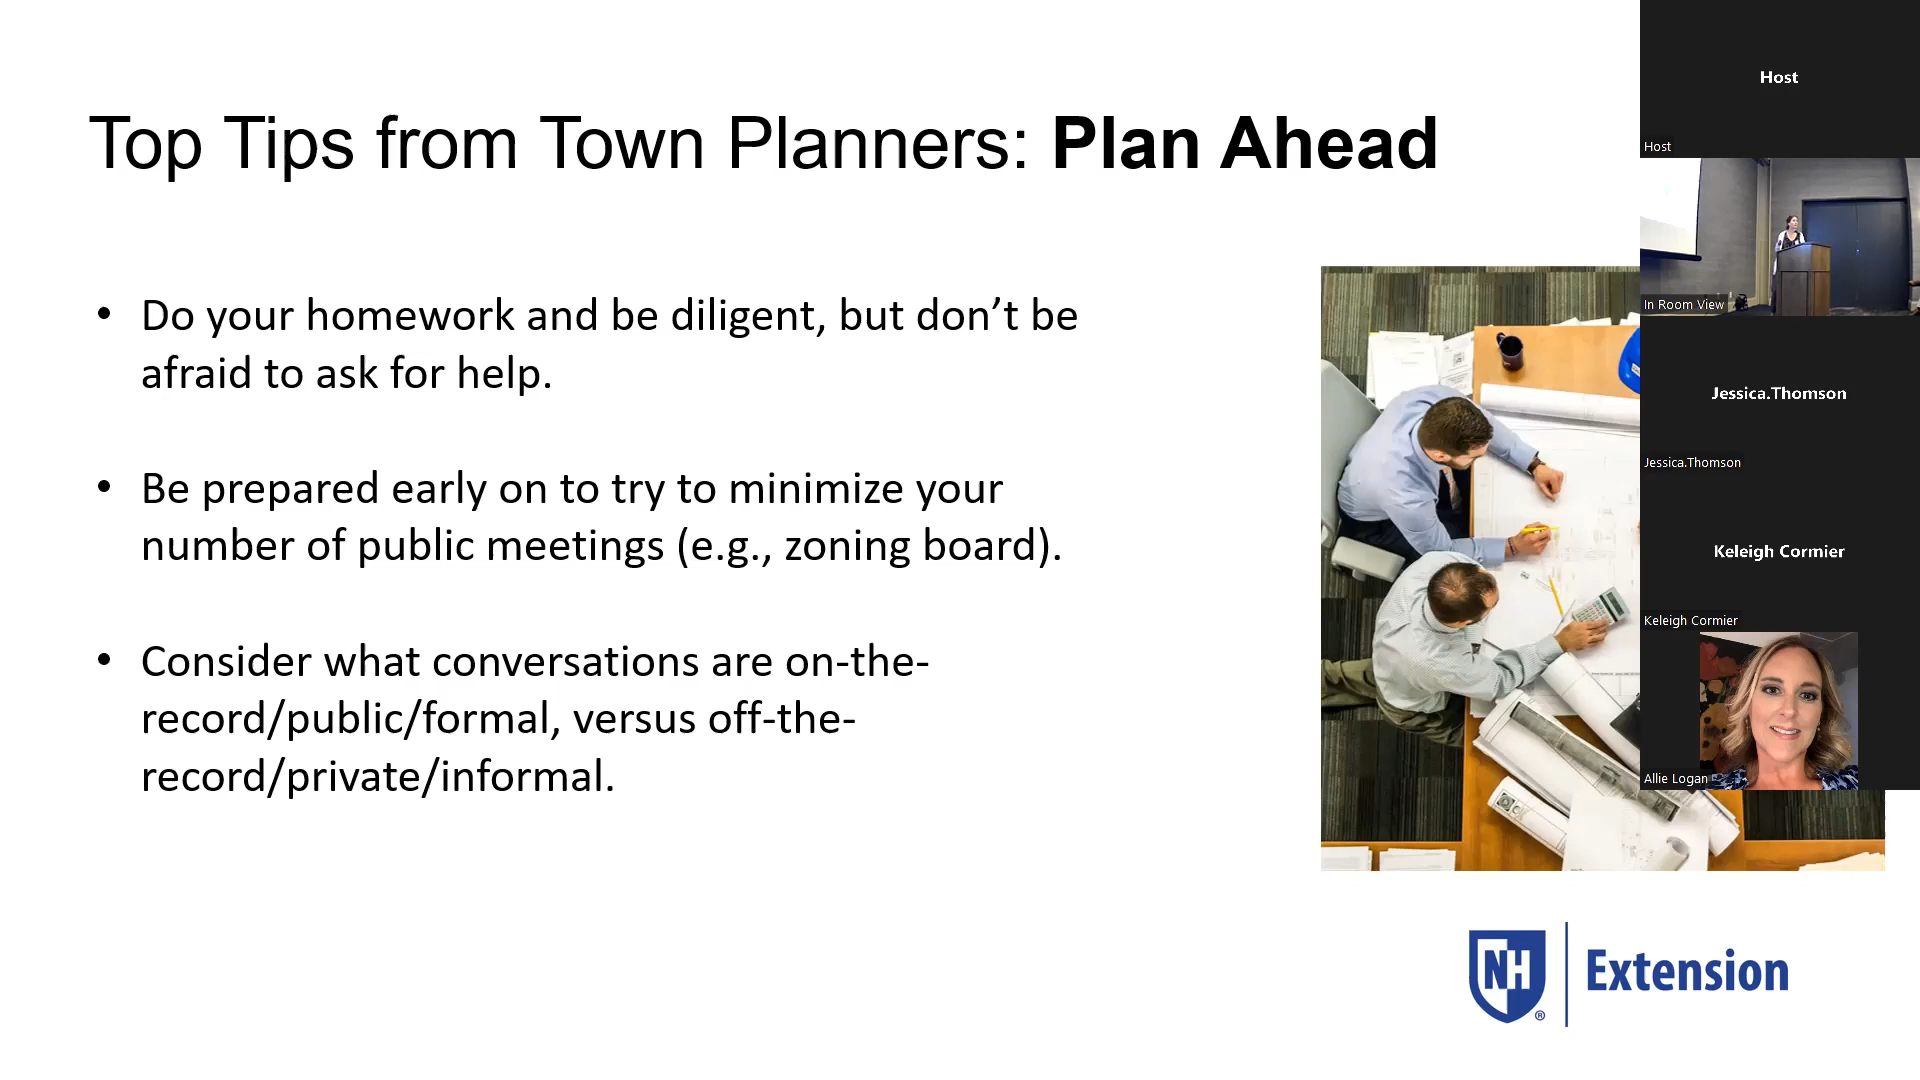 Top Tips from Town Planners: Plan Ahead
• Do your homework and be diligent, but don’t be
afraid to ask for help.
• Be prepared early on to try to minimize your
number of public meetings (e.g., zoning board).
• Consider what conversations are on-the-
record/public/formal, versus off-the-
record/private/informal.
NH
®
Extension
Host
Host
In Room View
Jessica.Thomson
Jessica.Thomson
Keleigh Cormier
Keleigh Cormier
Allie Logan